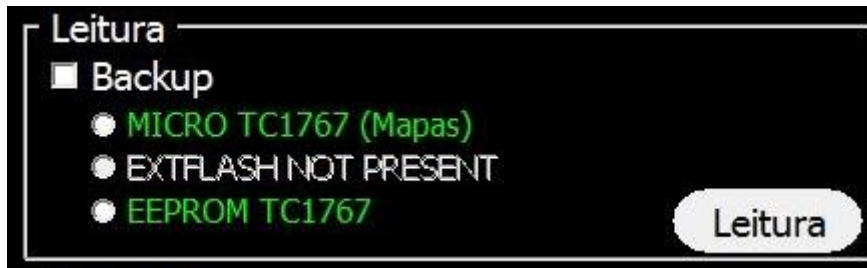 Leitura
Backup
MICRO TC1767 (Mapas)
EXTFLASH NOT PRESENT
EEPROM TC1767
Leitura